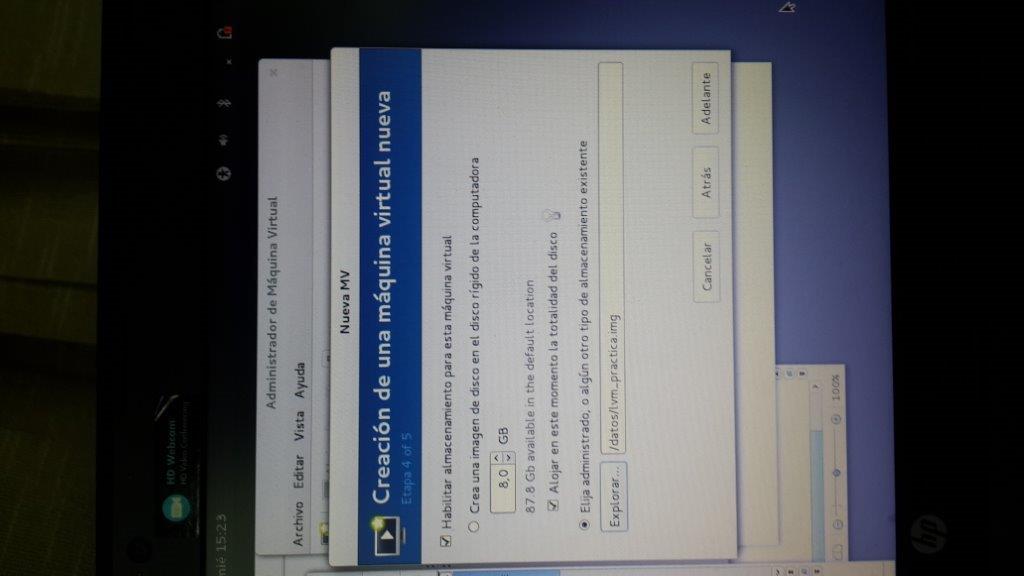 HD Webcam
HD Video Conferencing
mié 15:23
Administrador de Máquina Virtual
Archivo Editar Vista Ayuda
Nueva MV
Creación de una máquina virtual nueva
Etapa 4 of 5
Habilitar almacenamiento para esta máquina virtual
Crea una imagen de disco en el disco rígido de la computadora
8,0 GB
87.8 Gb available in the default location
Alojar en este momento la totalidad del disco
Elija administrado, o algún otro tipo de almacenamiento existente
Explorar... /datos/lvm_practica.img
Cancelar Atrás Adelante
100%
hp